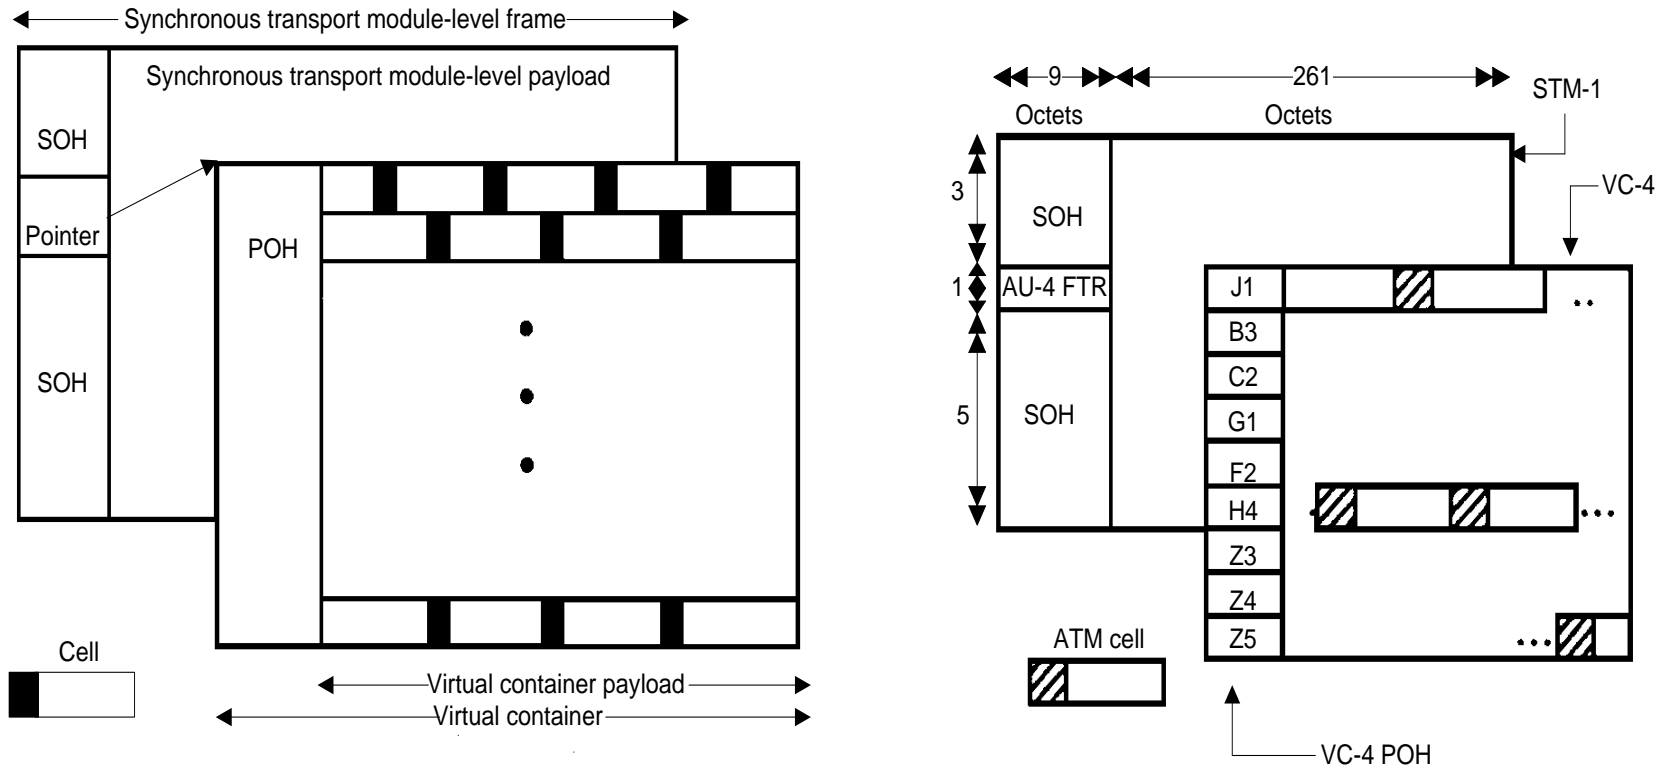 Synchronous transport module-level frame
Synchronous transport module-level payload
SOH
Pointer
SOH
POH
Cell
Virtual container payload
Virtual container
9
261
Octets
Octets
STM-1
VC-4
3
SOH
1
AU-4 FTR
5
SOH
J1
B3
C2
G1
F2
H4
Z3
Z4
Z5
ATM cell
VC-4 POH